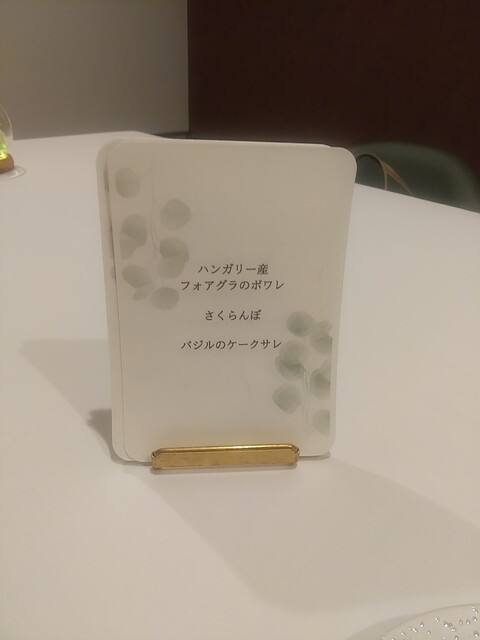 ハンガリー産
フォアグラのポワレ
さくらんぼ
バジルのケークサレ